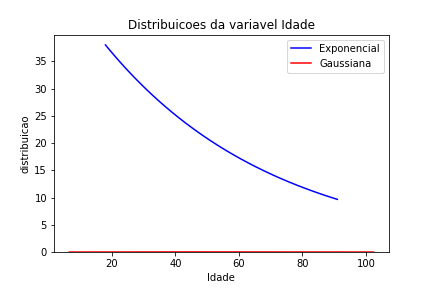 Distribuicoes da variavel Idade
Exponencial
Gaussiana
distribuicao
35
30
25
20
15
10
5
0
20 40 60 80 100
Idade